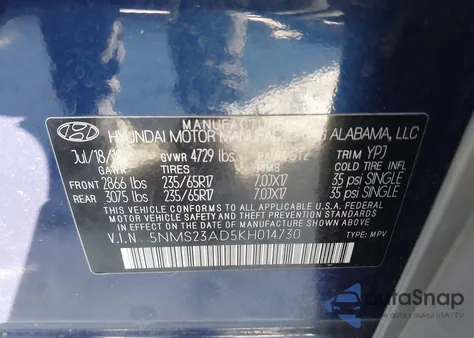 MANUFACTURED
HYUNDAI MOTOR MANUFACTURING ALABAMA, LLC
Jul/18/ GVWR 4729 lbs TRIM YPJ
GAWR TIRES RIMS COLD TIRE INFL
FRONT 2866 lbs 235/65R17 7.0JX17 35 psi SINGLE
REAR 3075 lbs 235/65R17 7.0JX17 35 psi SINGLE
THIS VEHICLE CONFORMS TO ALL APPLICABLE U.S.A. FEDERAL
MOTOR VEHICLE SAFETY AND THEFT PREVENTION STANDARDS IN
EFFECT ON THE DATE OF MANUFACTURE SHOWN ABOVE.
V.I.N. 5NMS23AD5KH014730 TYPE: MPV
autoSnap